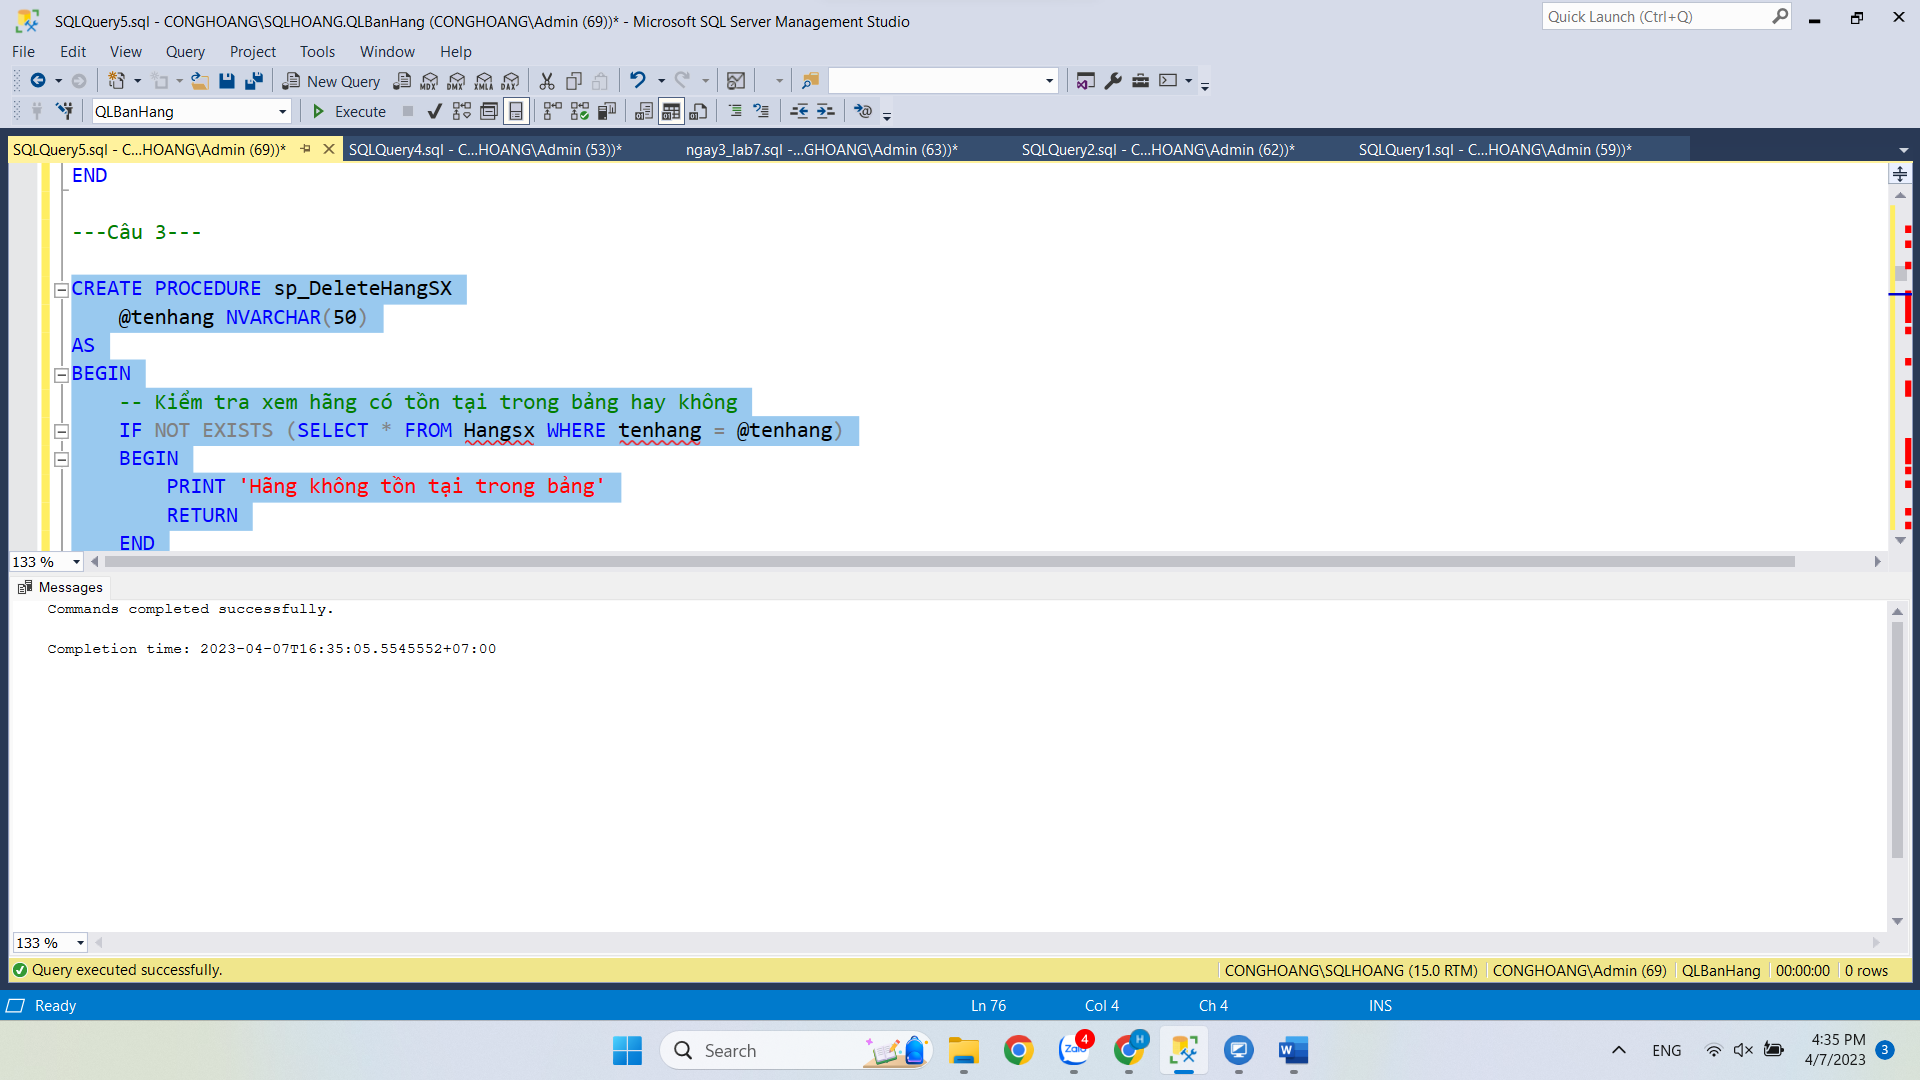 SQLQuery5.sql - CONGHOANG\SQLHOANG.QLBanHang (CONGHOANG\Admin (69))* - Microsoft SQL Server Management Studio
Quick Launch (Ctrl+Q)
File Edit View Query Project Tools Window Help
New Query
MDX DMX XMLA DAX
QLBanHang
Execute
SQLQuery5.sql - C...HOANG\Admin (69))*
SQLQuery4.sql - C...HOANG\Admin (53))*
ngay3_lab7.sql -...GHOANG\Admin (63))*
SQLQuery2.sql - C...HOANG\Admin (62))*
SQLQuery1.sql - C...HOANG\Admin (59))*
END
---Câu 3---
CREATE PROCEDURE sp_DeleteHangSX
@tenhang NVARCHAR(50)
AS
BEGIN
-- Kiểm tra xem hãng có tồn tại trong bảng hay không
IF NOT EXISTS (SELECT * FROM Hangsx WHERE tenhang = @tenhang)
BEGIN
PRINT 'Hãng không tồn tại trong bảng'
RETURN
END
133 %
Messages
Commands completed successfully.
Completion time: 2023-04-07T16:35:05.5545552+07:00
133 %
Query executed successfully.
CONGHOANG\SQLHOANG (15.0 RTM)
CONGHOANG\Admin (69)
QLBanHang
00:00:00
0 rows
Ready
Ln 76
Col 4
Ch 4
INS
Search
Zalo
4
H
W
ENG
4:35 PM
4/7/2023
3